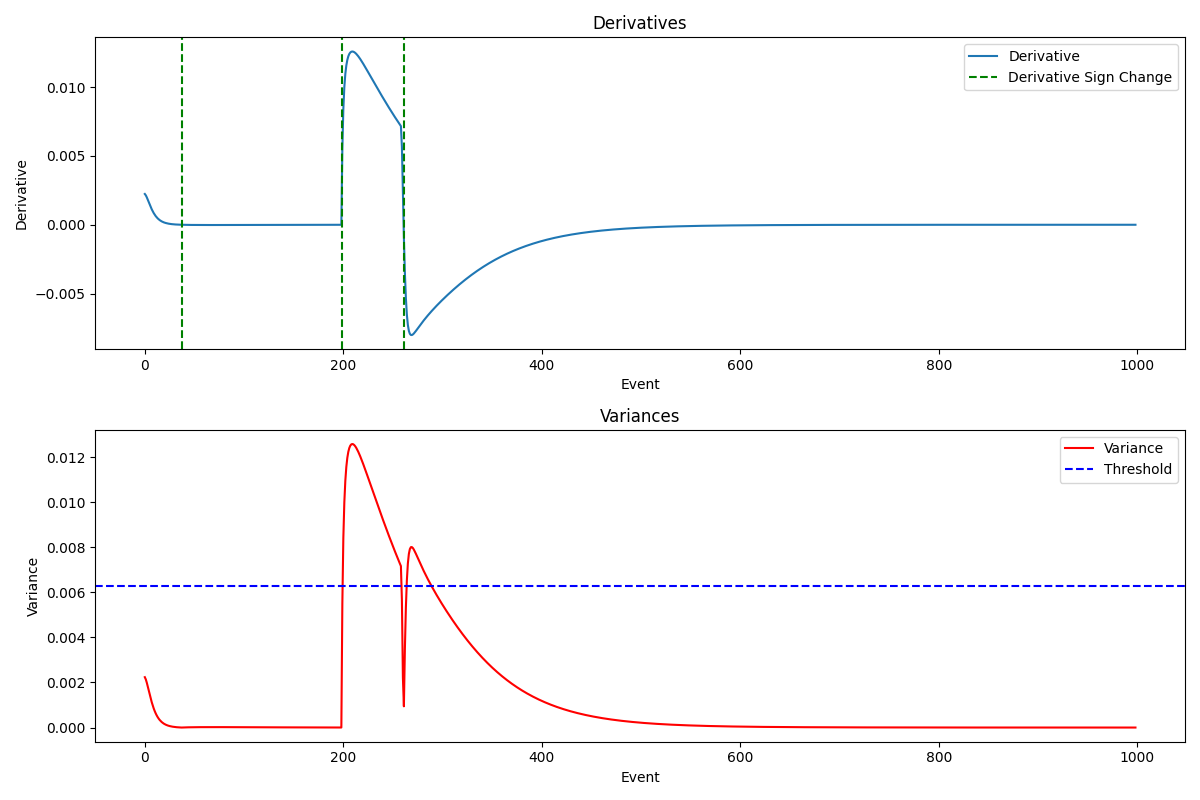 Derivatives
Derivative
Derivative Sign Change
0.010
0.005
0.000
−0.005
Derivative
0 200 400 600 800 1000
Event
Variances
Variance
Threshold
0.012
0.010
0.008
0.006
0.004
0.002
0.000
Variance
0 200 400 600 800 1000
Event